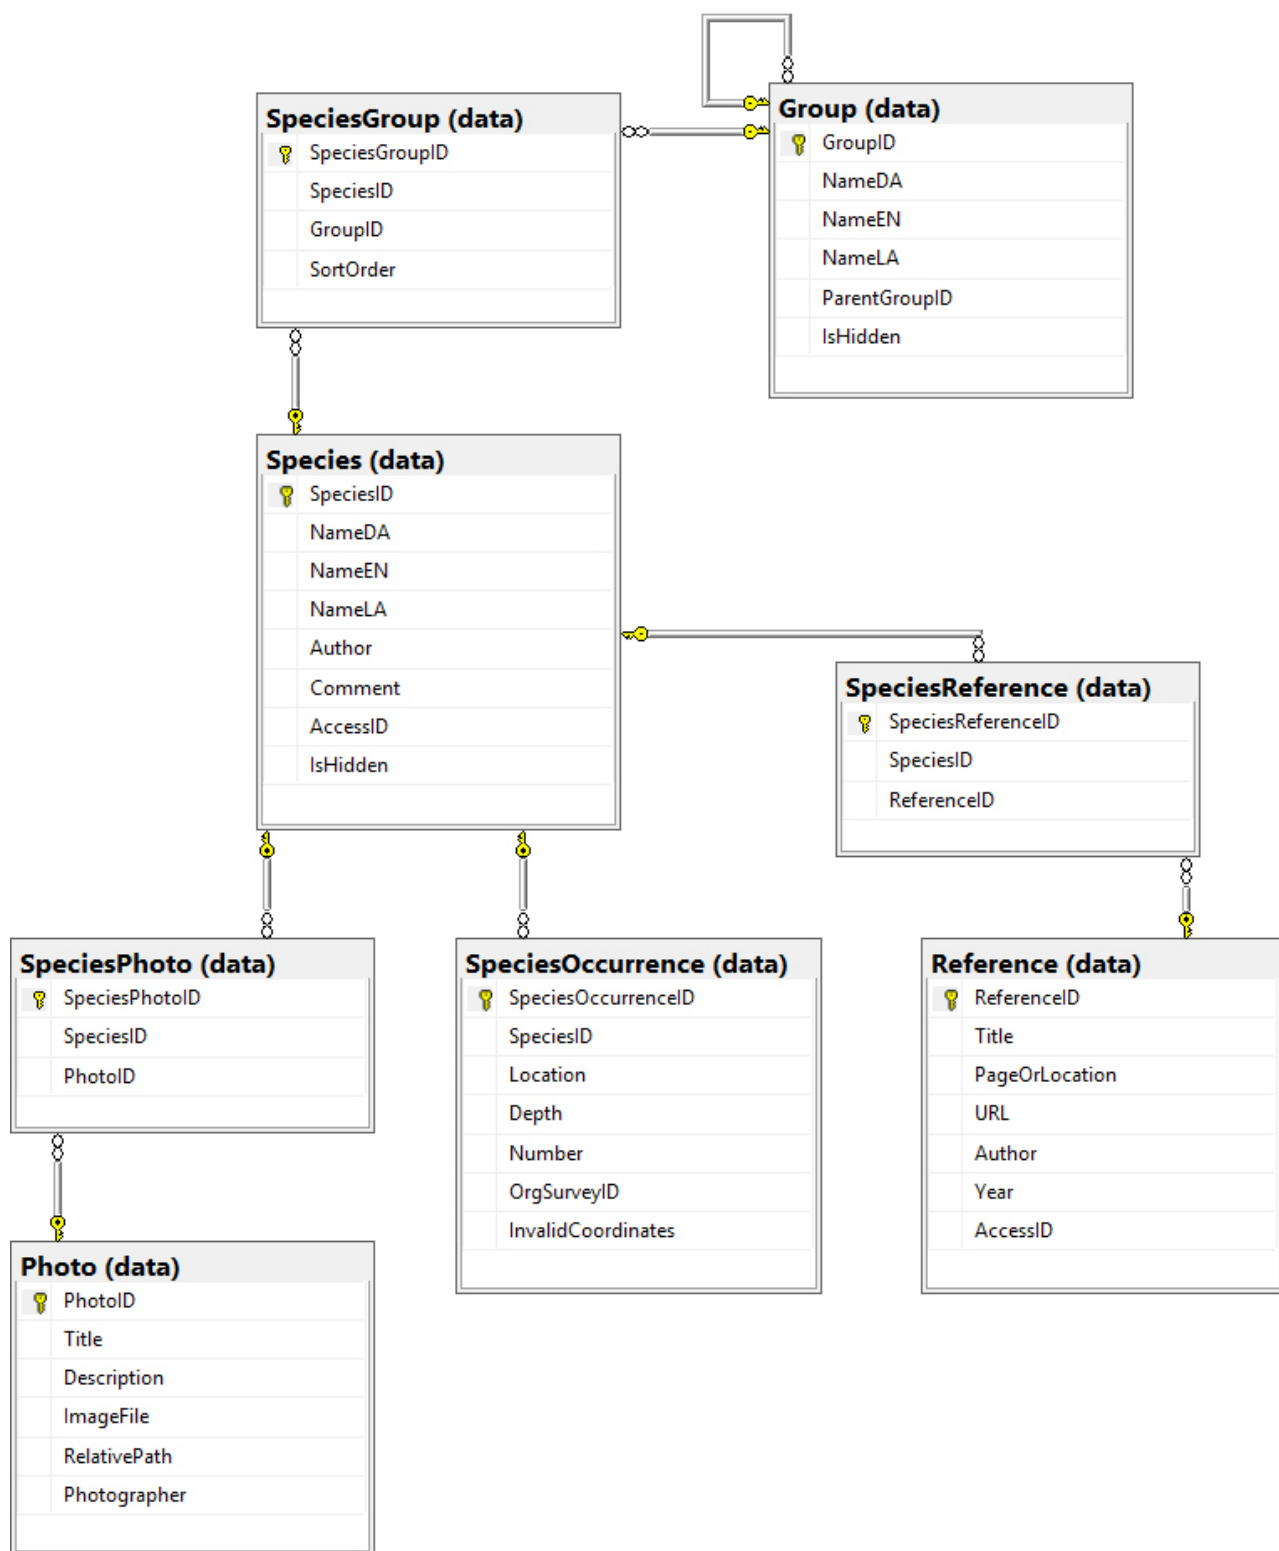 Group (data)
GroupID
NameDA
NameEN
NameLA
ParentGroupID
IsHidden
SpeciesGroup (data)
SpeciesGroupID
SpeciesID
GroupID
SortOrder
Species (data)
SpeciesID
NameDA
NameEN
NameLA
Author
Comment
AccessID
IsHidden
SpeciesReference (data)
SpeciesReferenceID
SpeciesID
ReferenceID
SpeciesPhoto (data)
SpeciesPhotoID
SpeciesID
PhotoID
SpeciesOccurrence (data)
SpeciesOccurrenceID
SpeciesID
Location
Depth
Number
OrgSurveyID
InvalidCoordinates
Reference (data)
ReferenceID
Title
PageOrLocation
URL
Author
Year
AccessID
Photo (data)
PhotoID
Title
Description
ImageFile
RelativePath
Photographer